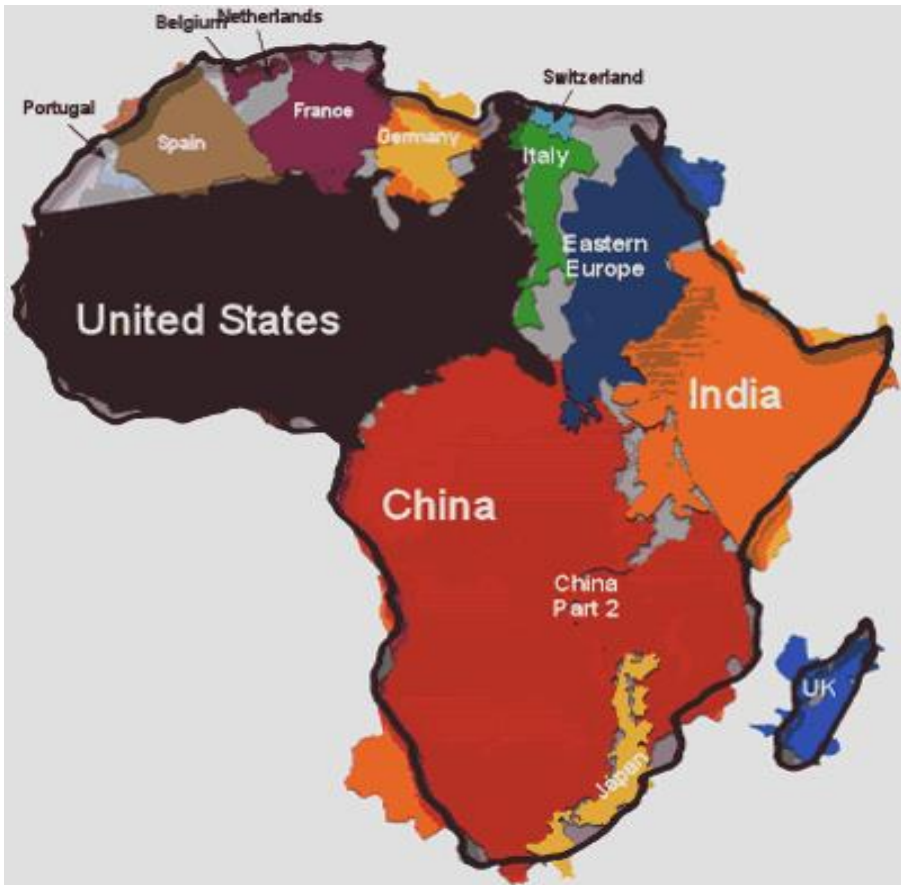 Netherlands
Belgium
Switzerland
Portugal
Spain
France
Germany
Italy
Eastern
Europe
United States
India
China
China
Part 2
UK
Japan